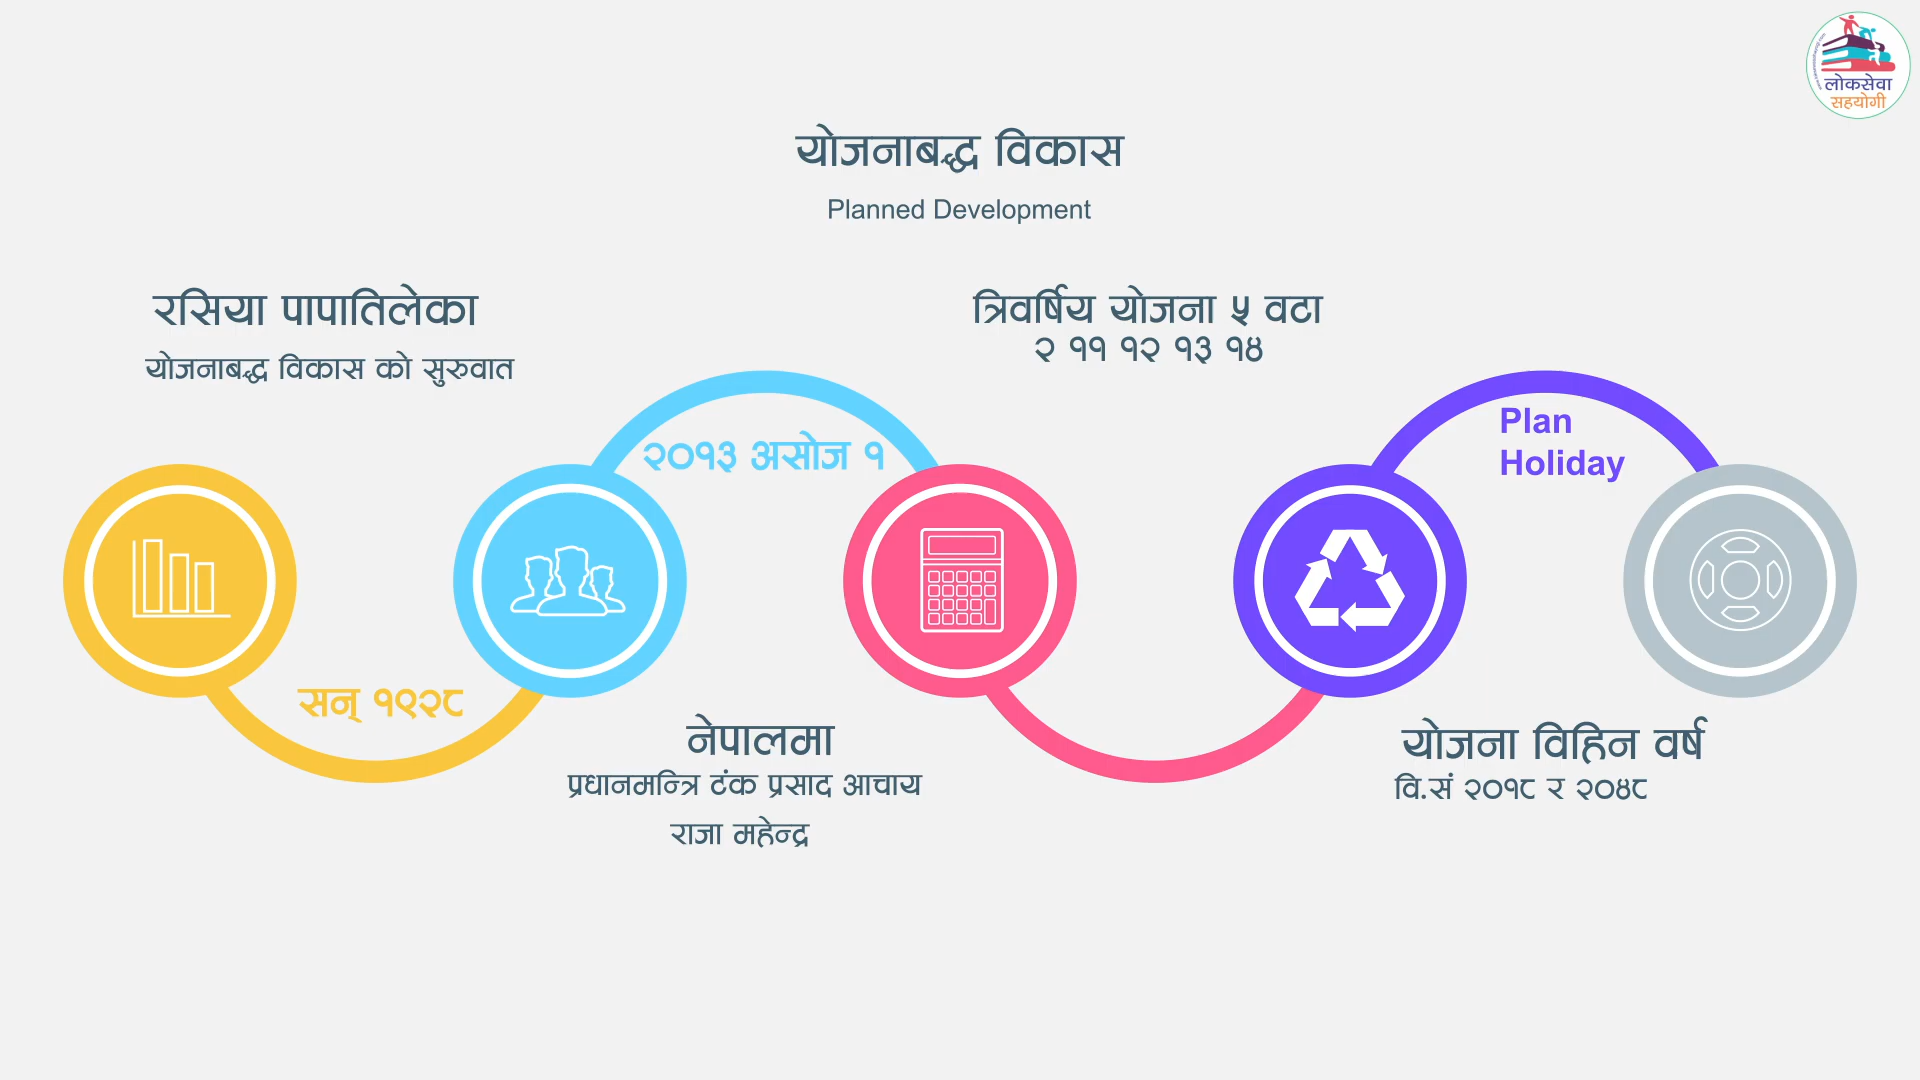 लोकसेवा
सहयोगी
योजनाबद्ध विकास
Planned Development
रसिया पापातिलेका
योजनाबद्ध विकास को सुरुवात
सन् १९२८
२०१३ असोज १
नेपालमा
प्रधानमन्त्रि टंक प्रसाद आचाय
राजा महेन्द्र
त्रिवर्षिय योजना ५ वटा
२ ११ १२ १३ १४
Plan
Holiday
योजना विहिन वर्ष
वि.सं २०१८ र २०४८